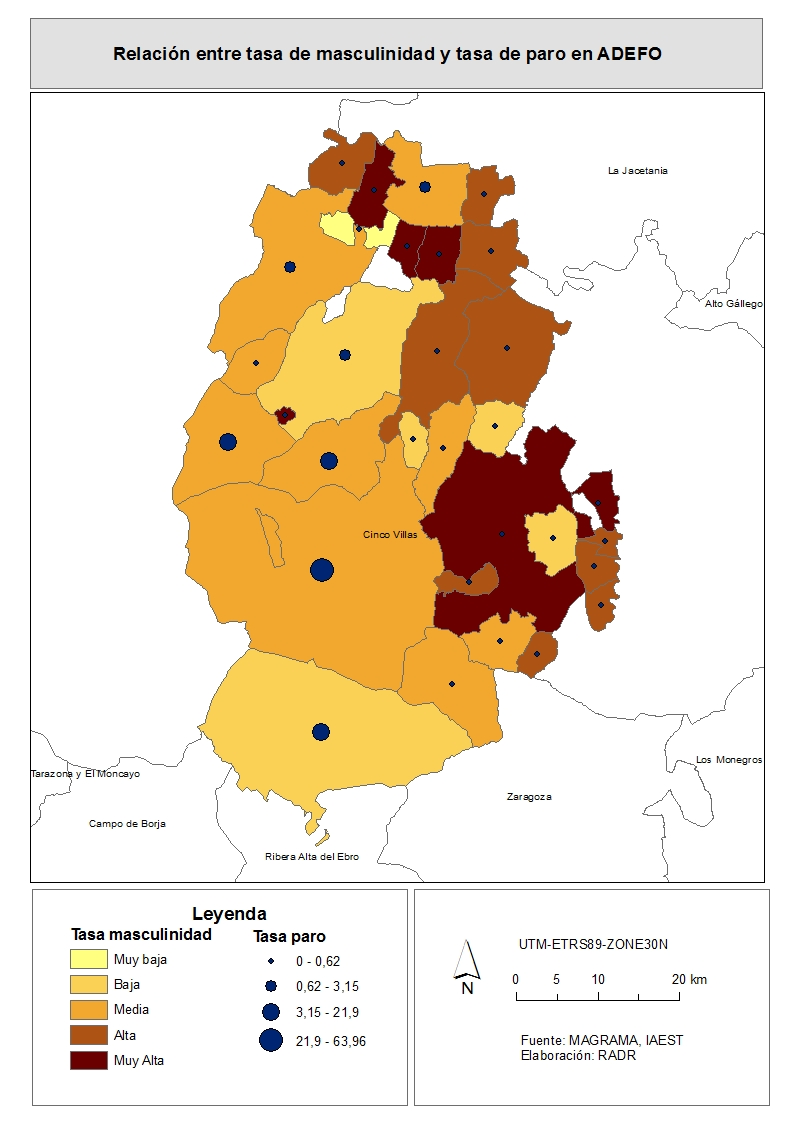 Relación entre tasa de masculinidad y tasa de paro en ADEFO
La Jacetania
Alto Gállego
Cinco Villas
Los Monegros
Tarazona y El Moncayo
Zaragoza
Campo de Borja
Ribera Alta del Ebro
Leyenda
Tasa masculinidad
Muy baja
Baja
Media
Alta
Muy Alta
Tasa paro
0 - 0,62
0,62 - 3,15
3,15 - 21,9
21,9 - 63,96
N
UTM-ETRS89-ZONE30N
0 5 10 20 km
Fuente: MAGRAMA, IAEST
Elaboración: RADR